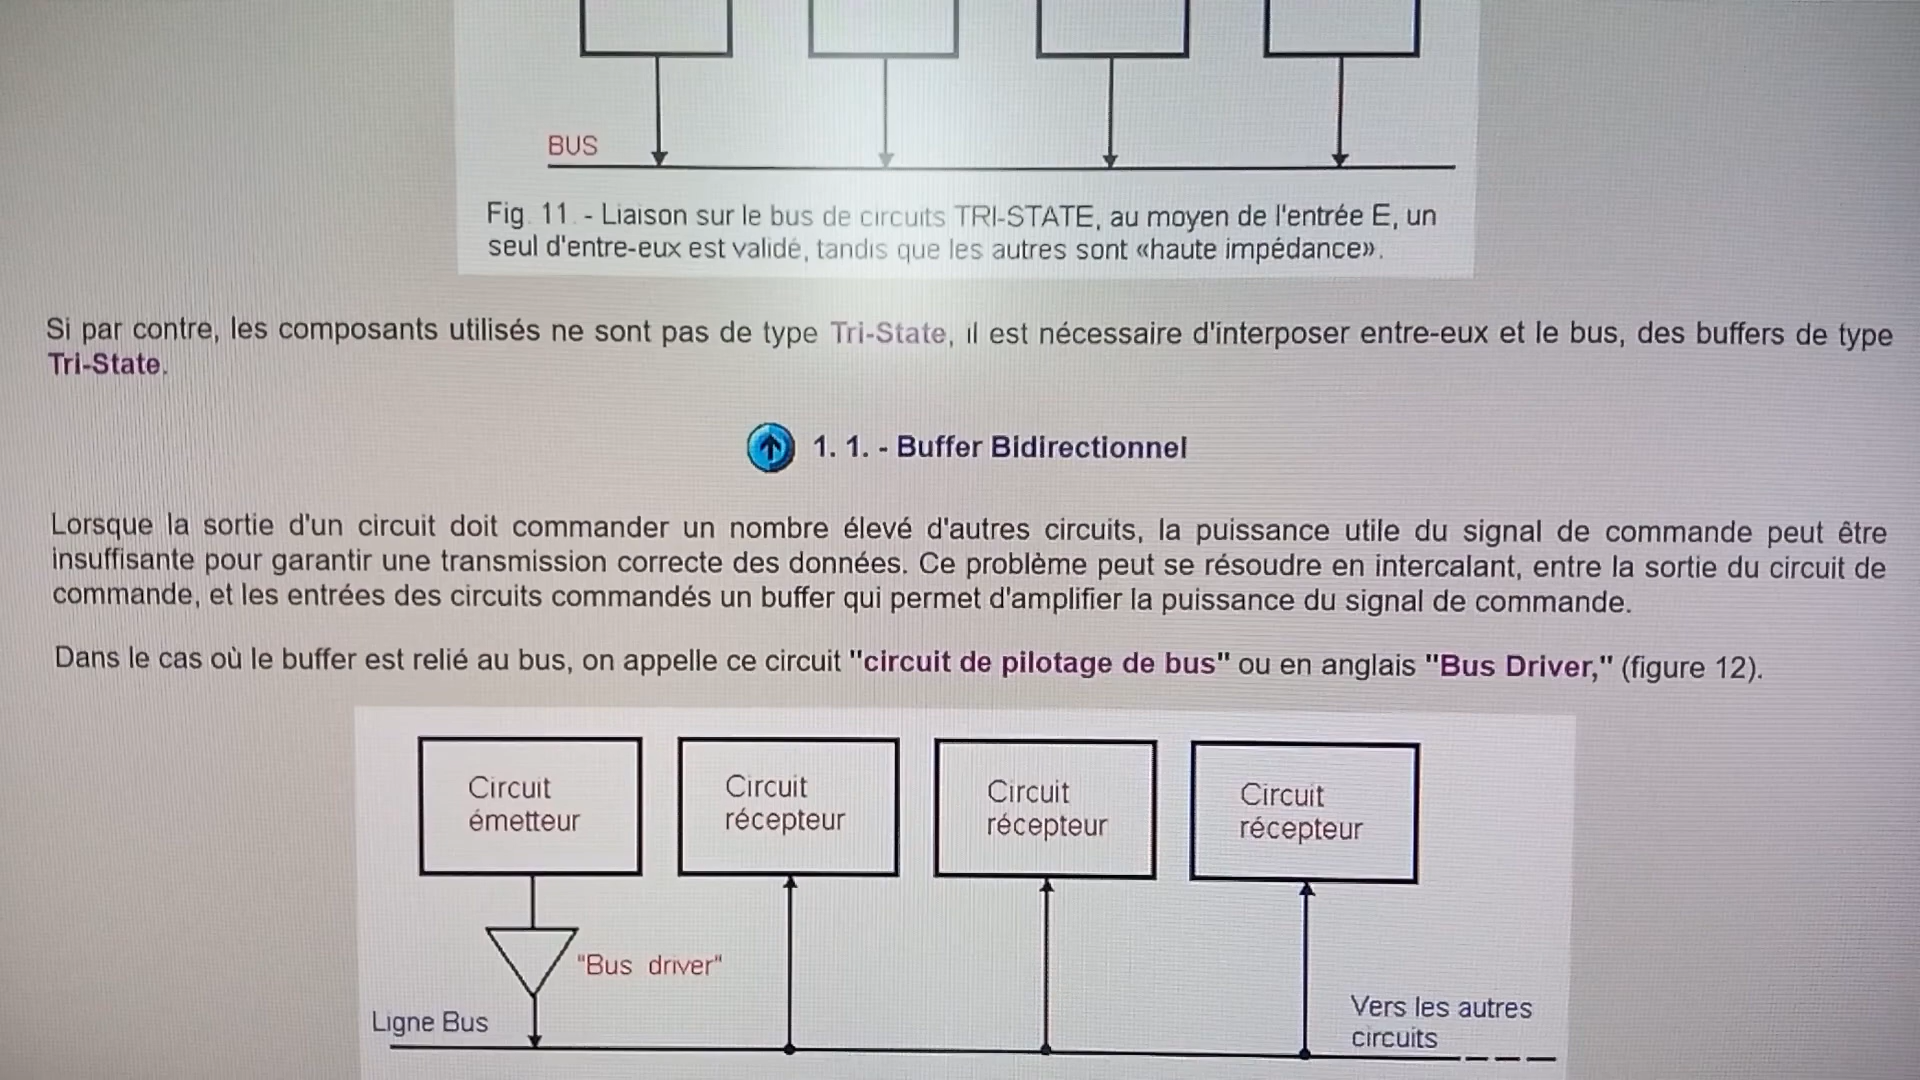 BUS
Fig. 11. - Liaison sur le bus de circuits TRI-STATE, au moyen de l'entrée E, un
seul d'entre-eux est validé, tandis que les autres sont «haute impédance».
Si par contre, les composants utilisés ne sont pas de type Tri-State, il est nécessaire d'interposer entre-eux et le bus, des buffers de type
Tri-State.
1. 1. - Buffer Bidirectionnel
Lorsque la sortie d'un circuit doit commander un nombre élevé d'autres circuits, la puissance utile du signal de commande peut être
insuffisante pour garantir une transmission correcte des données. Ce problème peut se résoudre en intercalant, entre la sortie du circuit de
commande, et les entrées des circuits commandés un buffer qui permet d'amplifier la puissance du signal de commande.
Dans le cas où le buffer est relié au bus, on appelle ce circuit "circuit de pilotage de bus" ou en anglais "Bus Driver," (figure 12).
Circuit
émetteur
Circuit
récepteur
Circuit
récepteur
Circuit
récepteur
"Bus driver"
Ligne Bus
Vers les autres
circuits